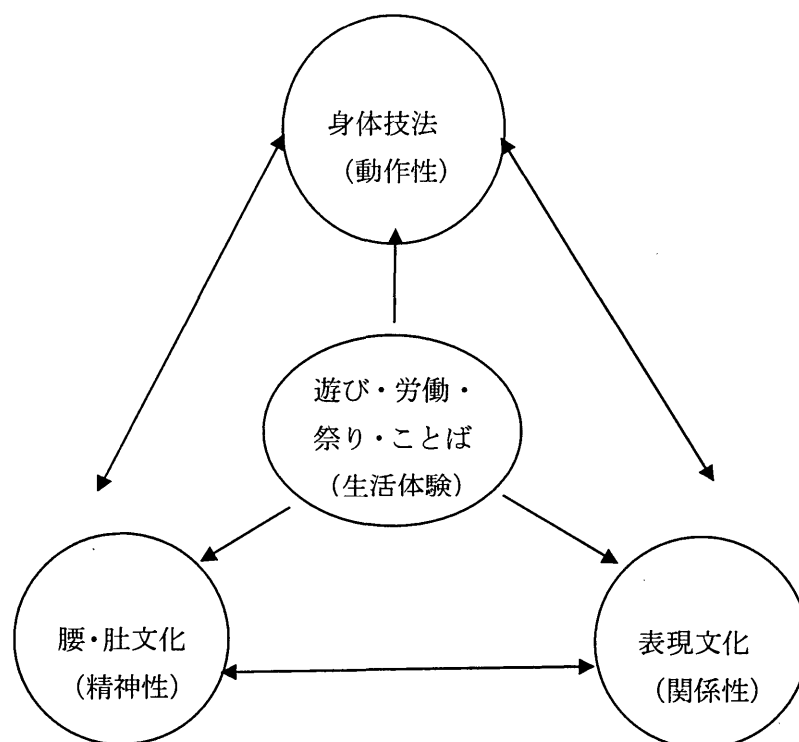 身体技法
（動作性）
遊び・労働・
祭り・ことば
（生活体験）
腰・肚文化
（精神性）
表現文化
（関係性）